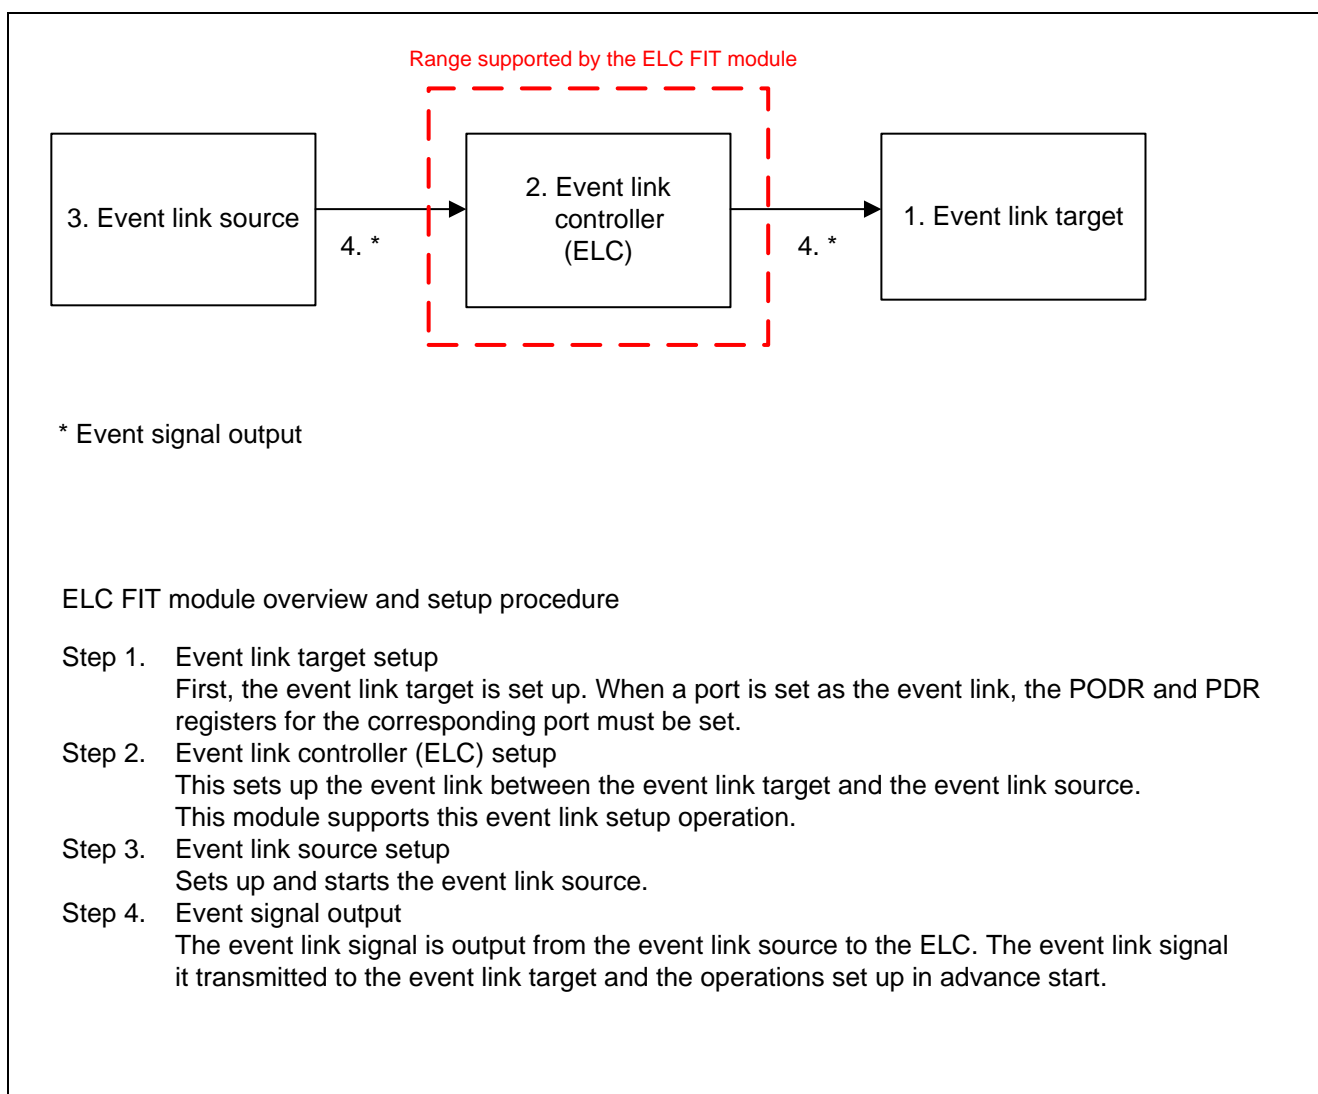 Range supported by the ELC FIT module
3. Event link source
4. *
2. Event link
controller
(ELC)
4. *
1. Event link target
* Event signal output
ELC FIT module overview and setup procedure
Step 1. Event link target setup
First, the event link target is set up. When a port is set as the event link, the PODR and PDR
registers for the corresponding port must be set.
Step 2. Event link controller (ELC) setup
This sets up the event link between the event link target and the event link source.
This module supports this event link setup operation.
Step 3. Event link source setup
Sets up and starts the event link source.
Step 4. Event signal output
The event link signal is output from the event link source to the ELC. The event link signal
it transmitted to the event link target and the operations set up in advance start.